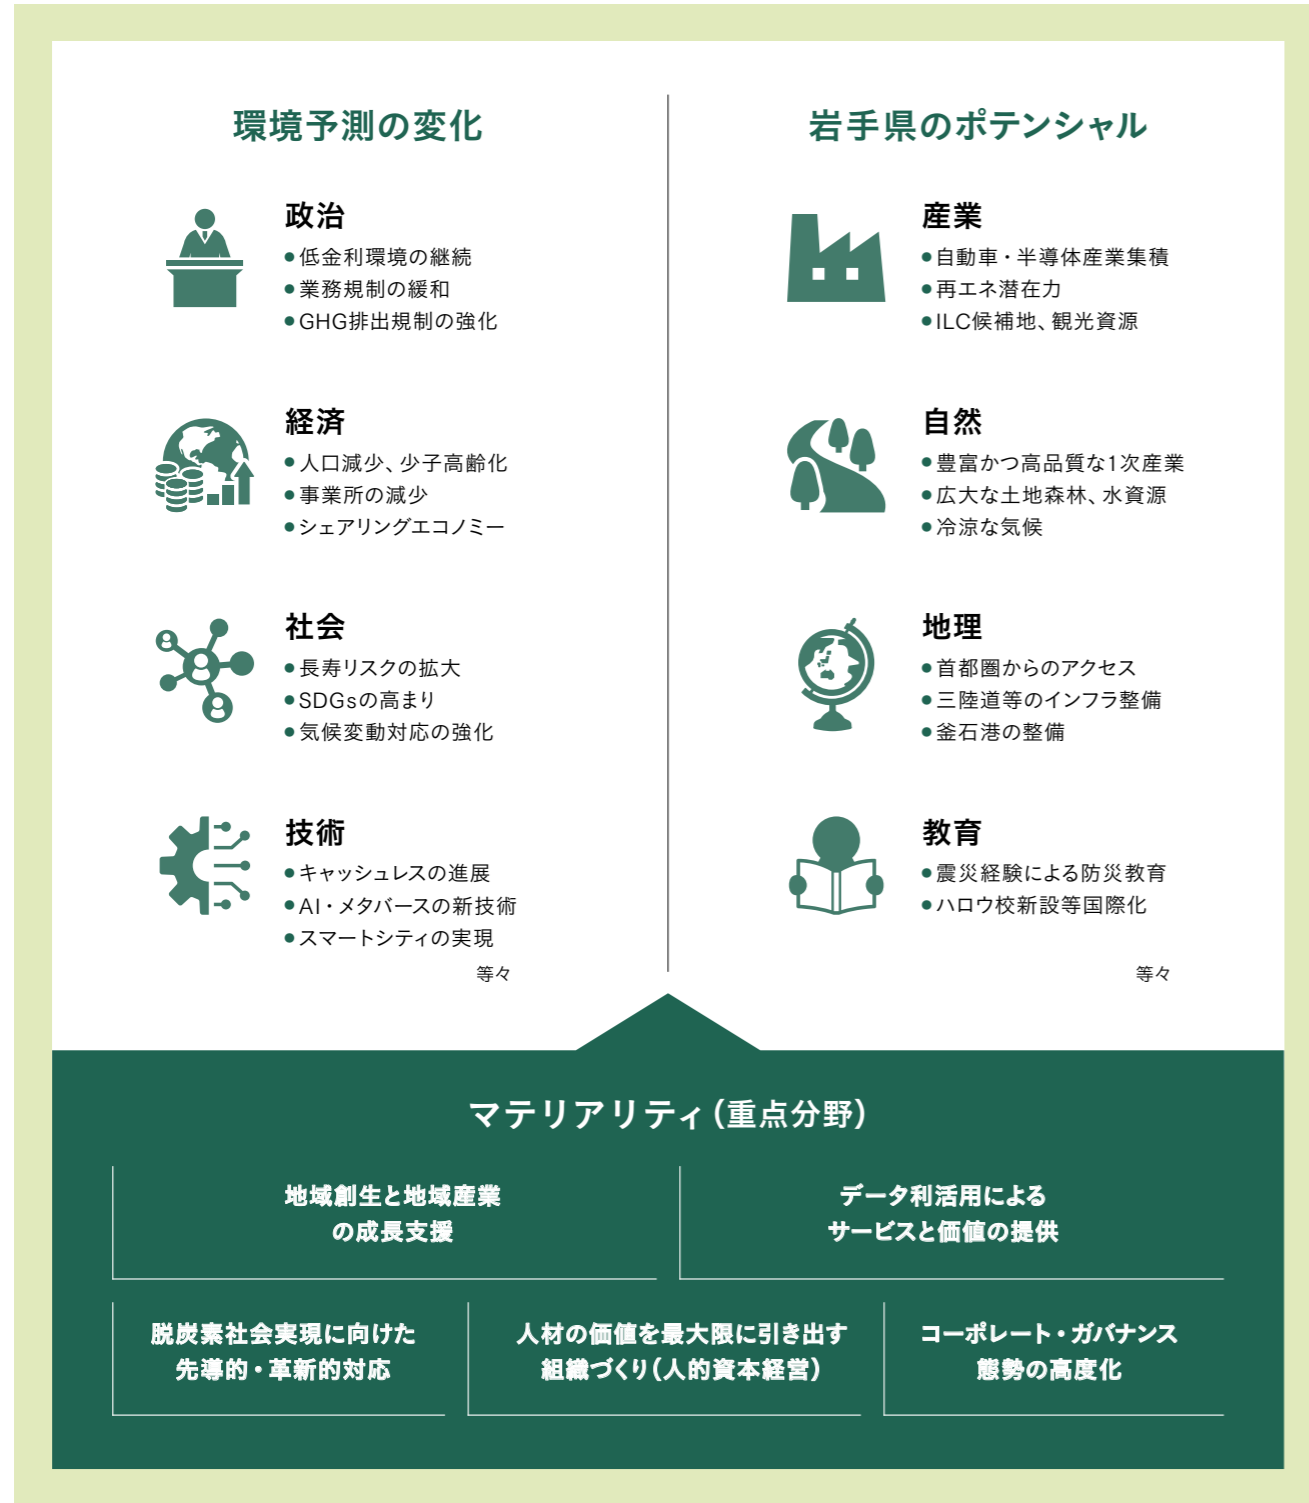 環境予測の変化
政治
●低金利環境の継続
●業務規制の緩和
●GHG排出規制の強化
経済
●人口減少、少子高齢化
●事業所の減少
●シェアリングエコノミー
社会
●長寿リスクの拡大
●SDGsの高まり
●気候変動対応の強化
技術
●キャッシュレスの進展
●AI・メタバースの新技術
●スマートシティの実現
等々
岩手県のポテンシャル
産業
●自動車・半導体産業集積
●再エネ潜在力
●ILC候補地、観光資源
自然
●豊富かつ高品質な1次産業
●広大な土地森林、水資源
●冷涼な気候
地理
●首都圏からのアクセス
●三陸道等のインフラ整備
●釜石港の整備
教育
●震災経験による防災教育
●ハロウ校新設等国際化
等々
マテリアリティ(重点分野)
地域創生と地域産業
の成長支援
データ利活用による
サービスと価値の提供
脱炭素社会実現に向けた
先導的・革新的対応
人材の価値を最大限に引き出す
組織づくり(人的資本経営)
コーポレート・ガバナンス
態勢の高度化